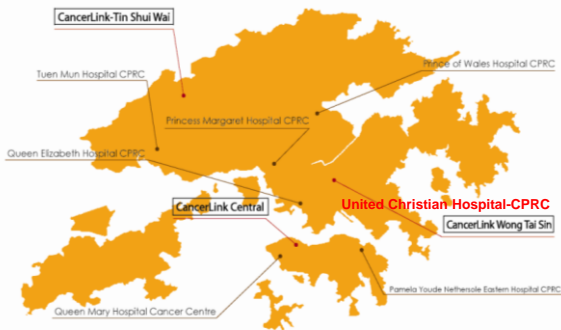 CancerLink-Tin Shui Wai
Prince of Wales Hospital CPRC
Tuen Mun Hospital CPRC
Princess Margaret Hospital CPRC
Queen Elizabeth Hospital CPRC
United Christian Hospital-CPRC
CancerLink Central
CancerLink Wong Tai Sin
Pamela Youde Nethersole Eastern Hospital CPRC
Queen Mary Hospital Cancer Centre